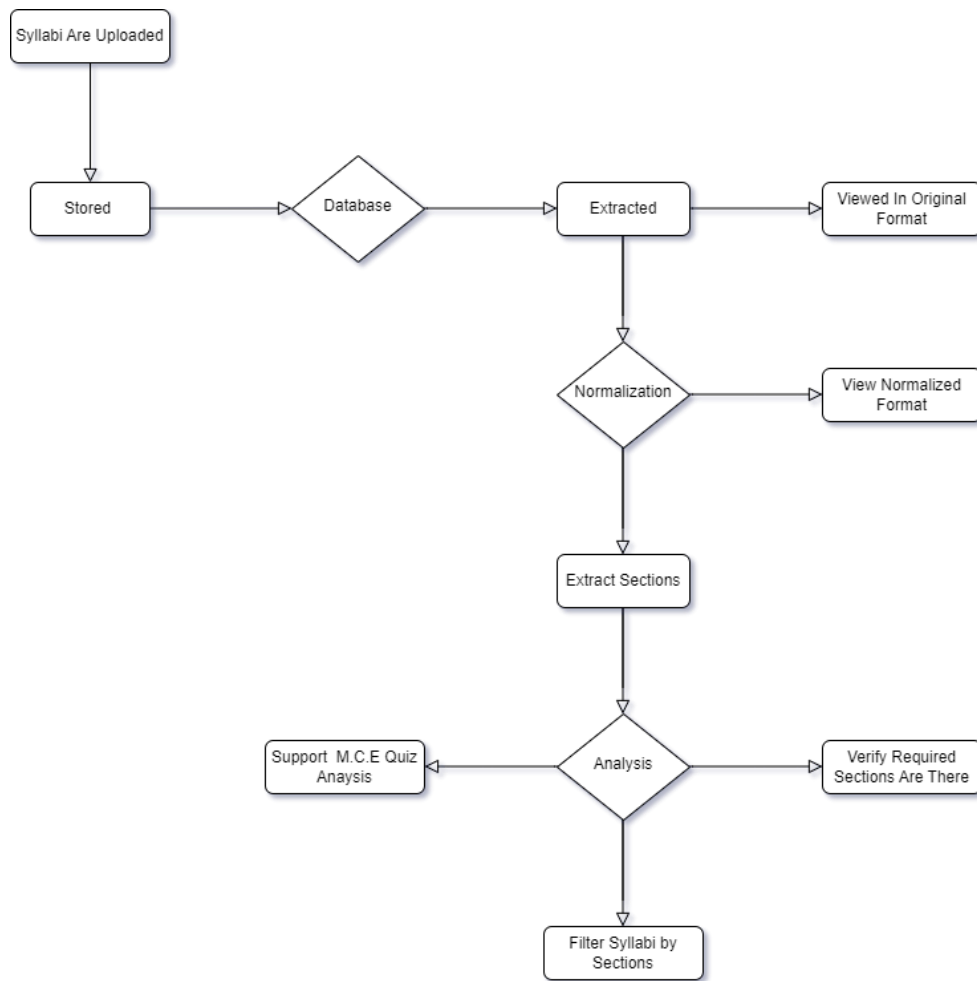 Syllabi Are Uploaded
Stored
Database
Extracted
Viewed In Original
Format
Normalization
View Normalized
Format
Extract Sections
Support M.C.E Quiz
Anaysis
Analysis
Verify Required
Sections Are There
Filter Syllabi by
Sections